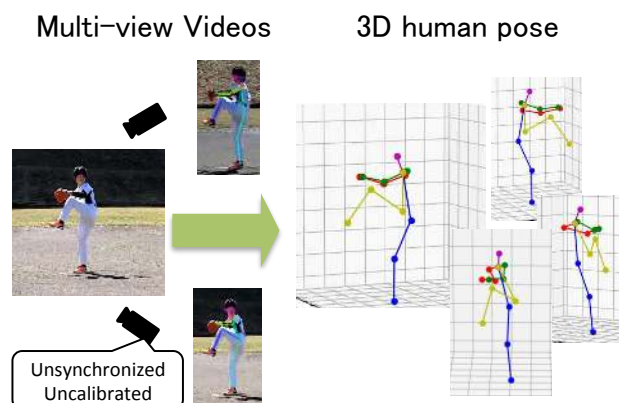 Multi-view Videos
3D human pose
Unsynchronized
Uncalibrated